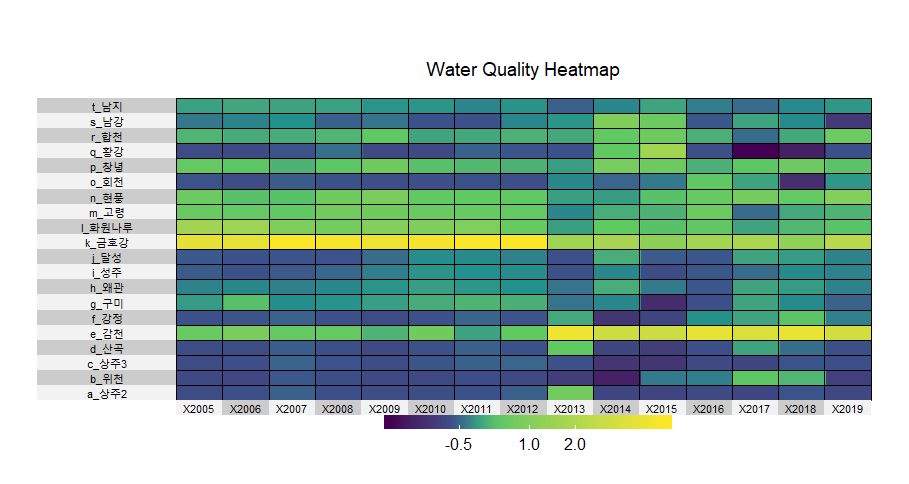 Water Quality Heatmap
t_남지
s_남강
r_합천
q_황강
p_창녕
o_회천
n_현풍
m_고령
l_화원나루
k_금호강
j_달성
i_성주
h_왜관
g_구미
f_강정
e_감천
d_산곡
c_상주3
b_위천
a_상주2
X2005 X2006 X2007 X2008 X2009 X2010 X2011 X2012 X2013 X2014 X2015 X2016 X2017 X2018 X2019
-0.5 1.0 2.0